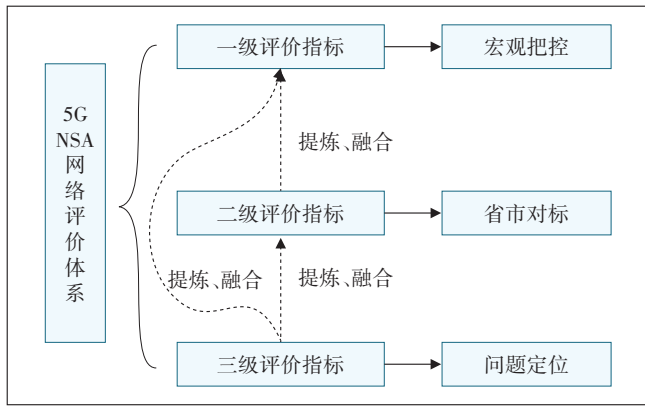 一级评价指标
宏观把控
5G
NSA
网
络
评
价
体
系
提炼、融合
二级评价指标
省市对标
提炼、融合
提炼、融合
三级评价指标
问题定位